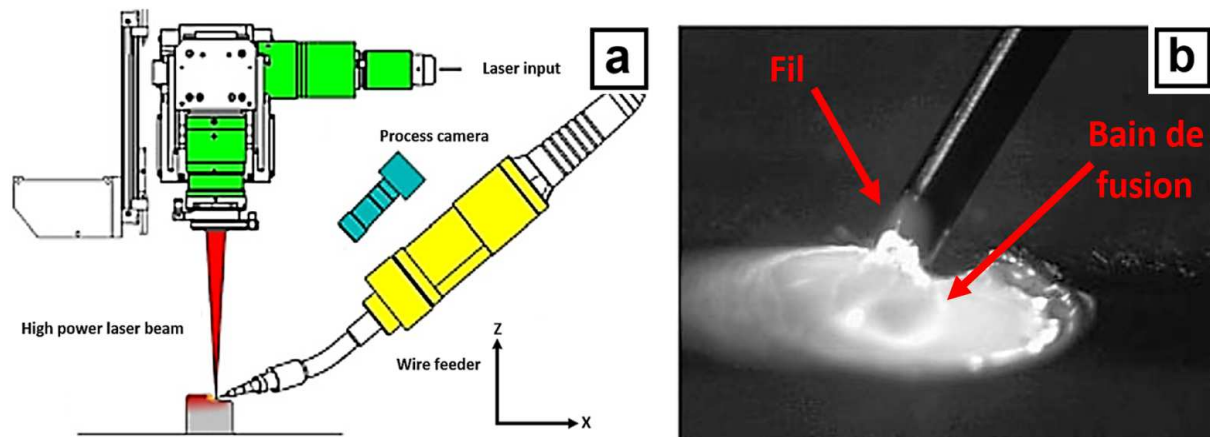 a
Laser input
Process camera
High power laser beam
Wire feeder
Z
X
b
Fil
Bain de
fusion